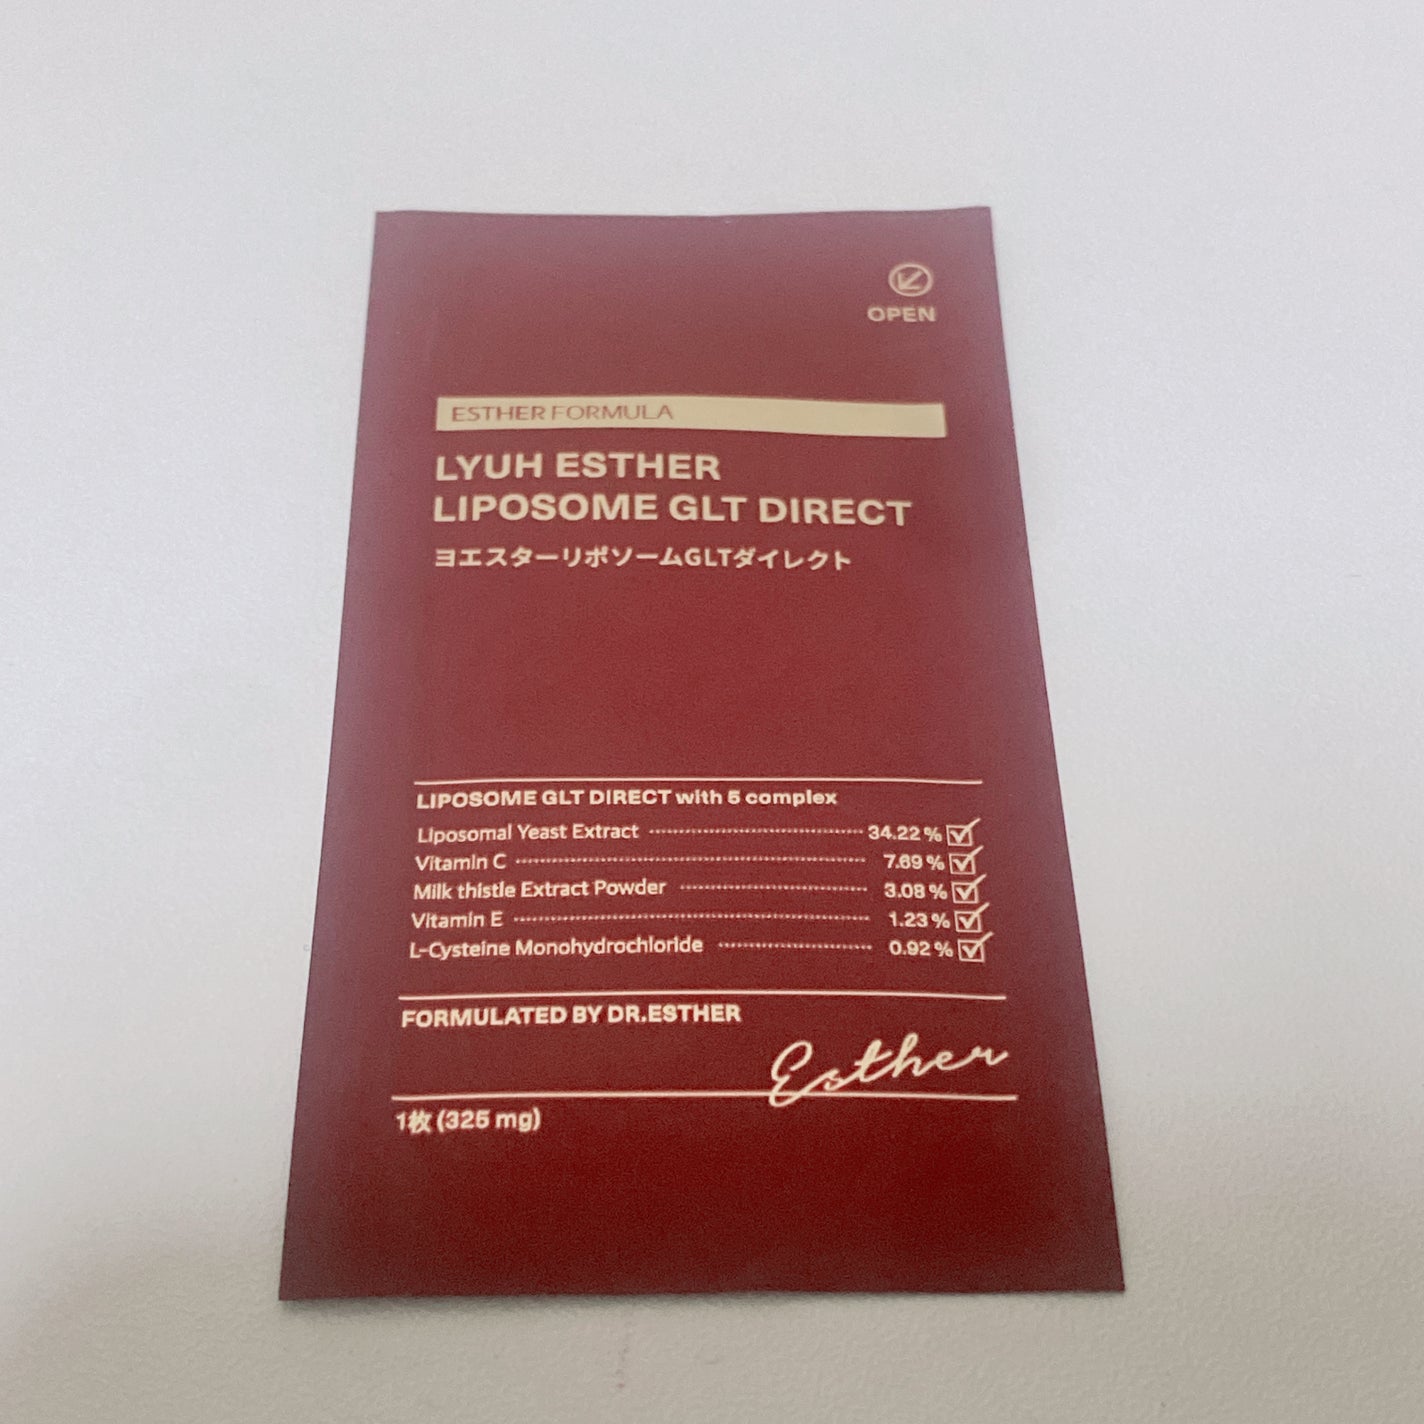 OPEN
ESTHER FORMULA
LYUH ESTHER
LIPOSOME GLT DIRECT
ヨエスターリポソームGLTダイレクト
LIPOSOME GLT DIRECT with 5 complex
Liposomal Yeast Extract 34.22 %
Vitamin C 7.69 %
Milk thistle Extract Powder 3.08 %
Vitamin E 1.23 %
L-Cysteine Monohydrochloride 0.92 %
FORMULATED BY DR.ESTHER
Esther
1枚 (325 mg)